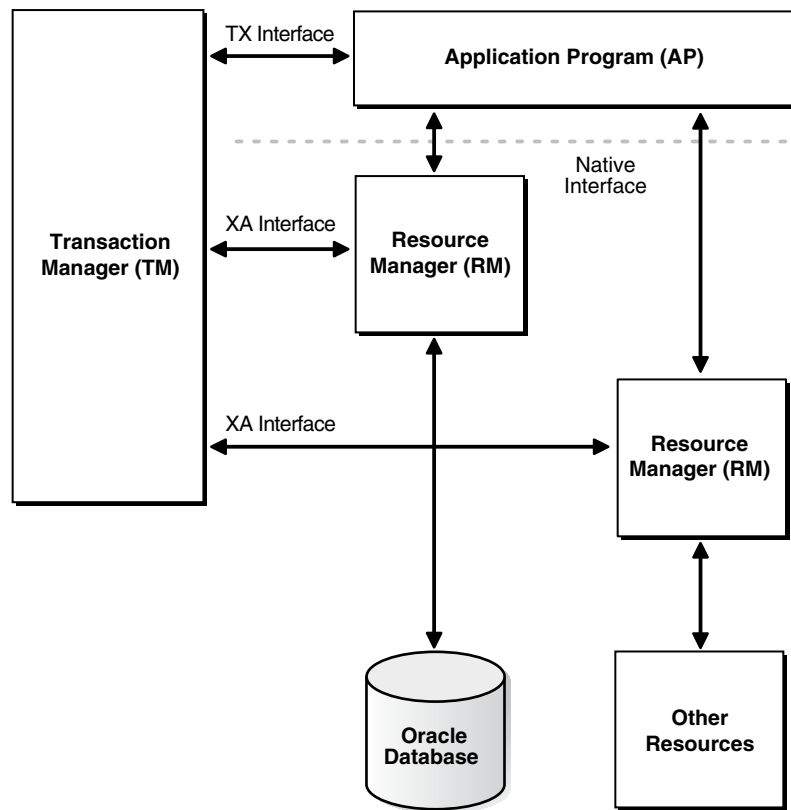 TX Interface
Application Program (AP)
Native
Interface
XA Interface
Transaction
Manager (TM)
Resource
Manager (RM)
XA Interface
Resource
Manager (RM)
Oracle
Database
Other
Resources